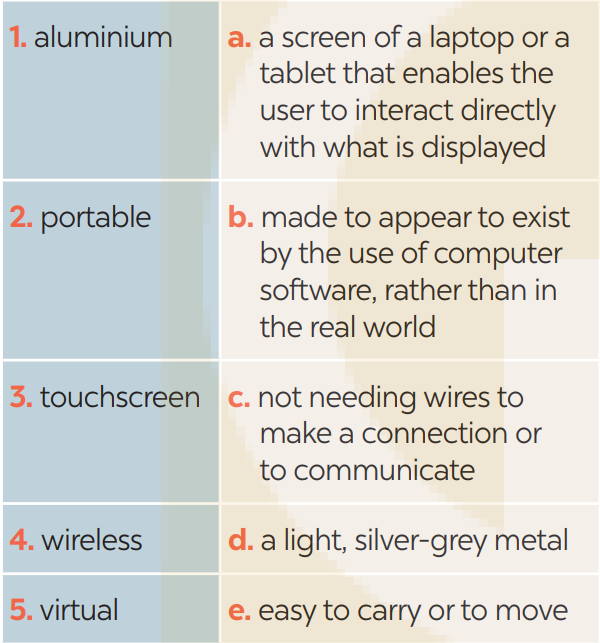 1. aluminium
a. a screen of a laptop or a
tablet that enables the
user to interact directly
with what is displayed
2. portable
b. made to appear to exist
by the use of computer
software, rather than in
the real world
3. touchscreen
c. not needing wires to
make a connection or
to communicate
4. wireless
d. a light, silver-grey metal
5. virtual
e. easy to carry or to move